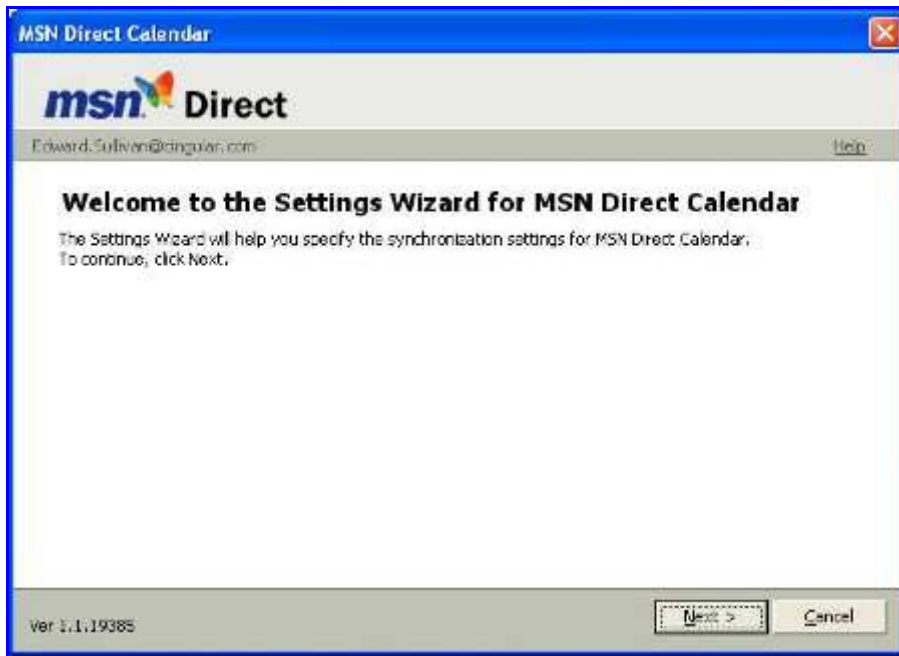 MSN Direct Calendar
msn Direct
Edward.Sullivan@cingular.com
Help
Welcome to the Settings Wizard for MSN Direct Calendar
The Settings Wizard will help you specify the synchronization settings for MSN Direct Calendar.
To continue, click Next.
Ver 1.1.19385
Next >
Cancel